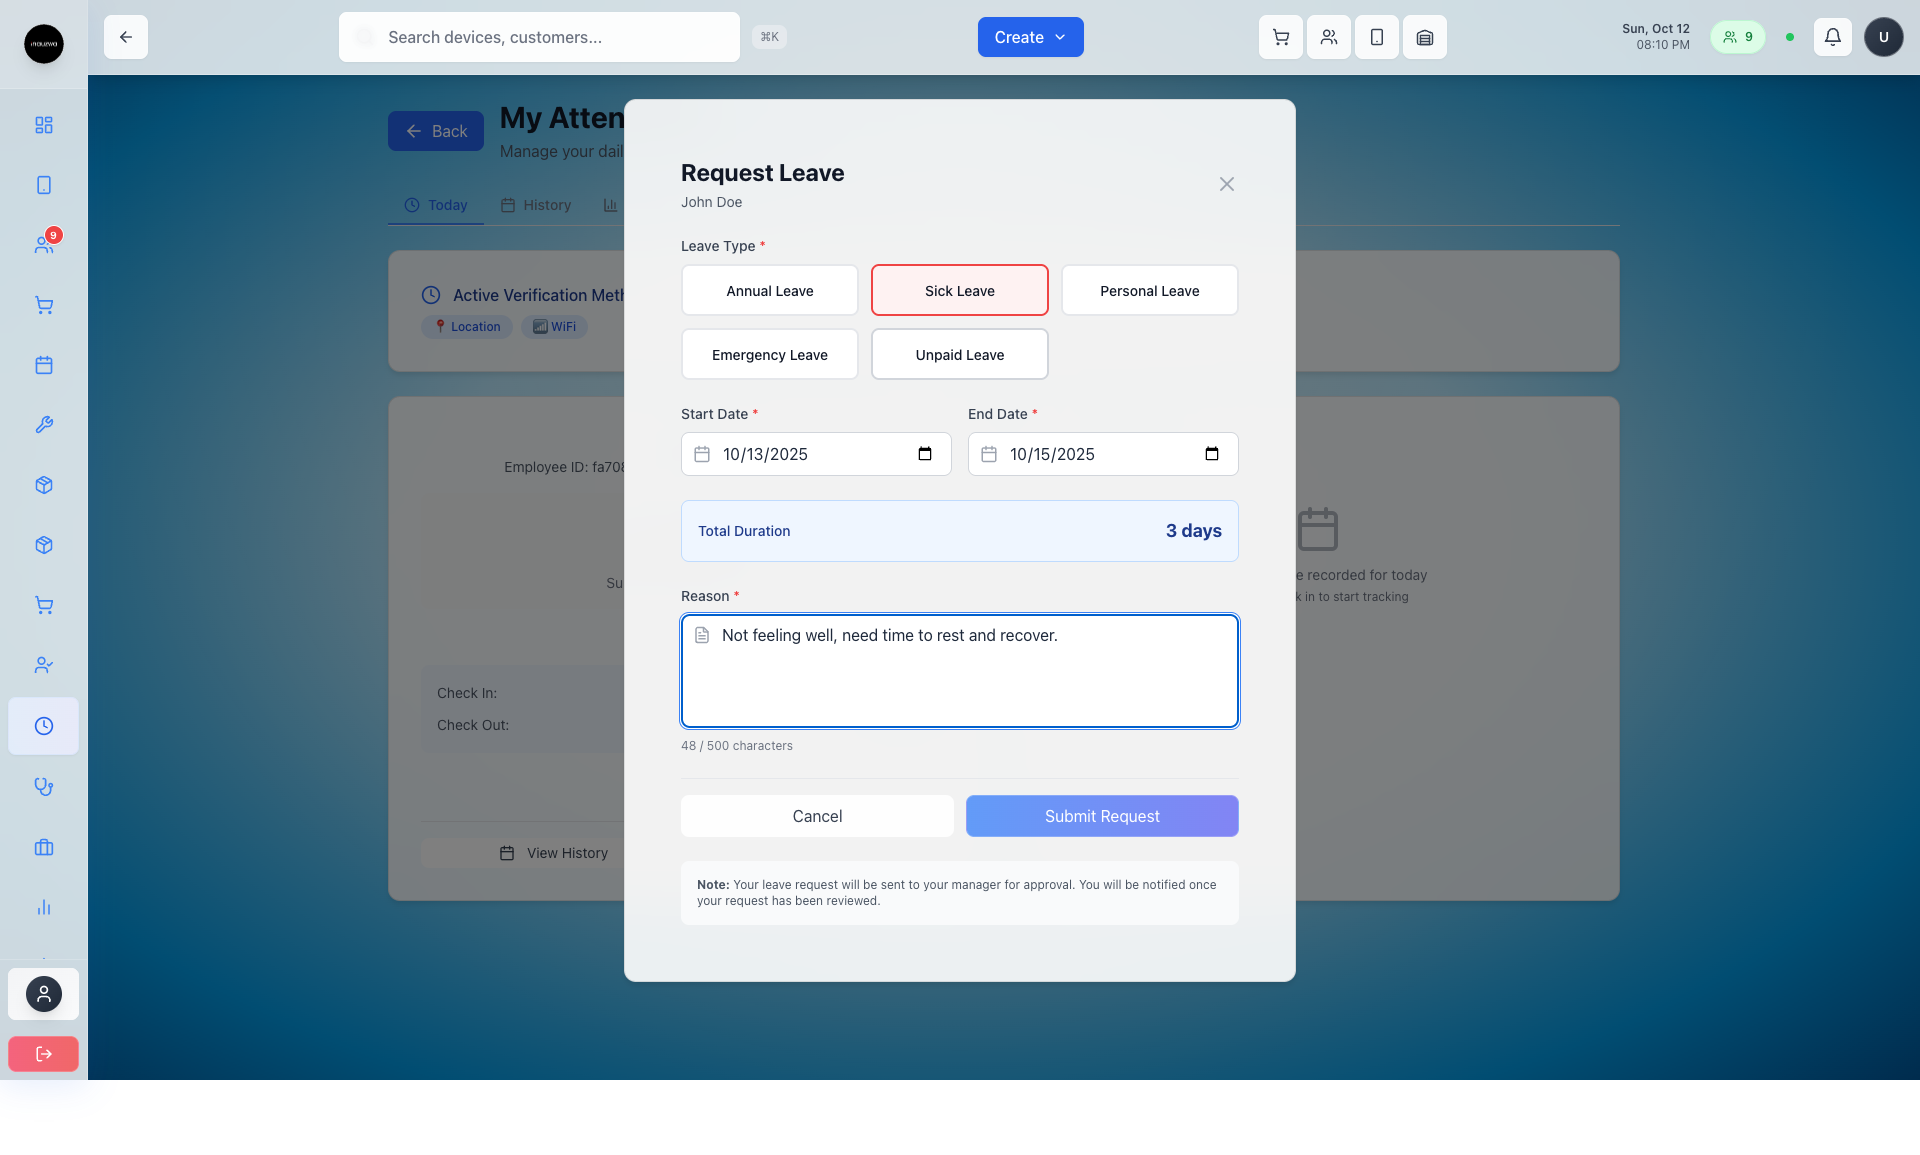 Search devices, customers...
⌘K
Create
Sun, Oct 12
08:10 PM
9
U
9
Back
My Atten
Manage your dail
Today
History
Active Verification Meth
Location
WiFi
Employee ID: fa708
Su
Check In:
Check Out:
View History
e recorded for today
k in to start tracking
Request Leave
John Doe
Leave Type *
Annual Leave
Sick Leave
Personal Leave
Emergency Leave
Unpaid Leave
Start Date *
End Date *
10/13/2025
10/15/2025
Total Duration
3 days
Reason *
Not feeling well, need time to rest and recover.
48 / 500 characters
Cancel
Submit Request
Note: Your leave request will be sent to your manager for approval. You will be notified once
your request has been reviewed.